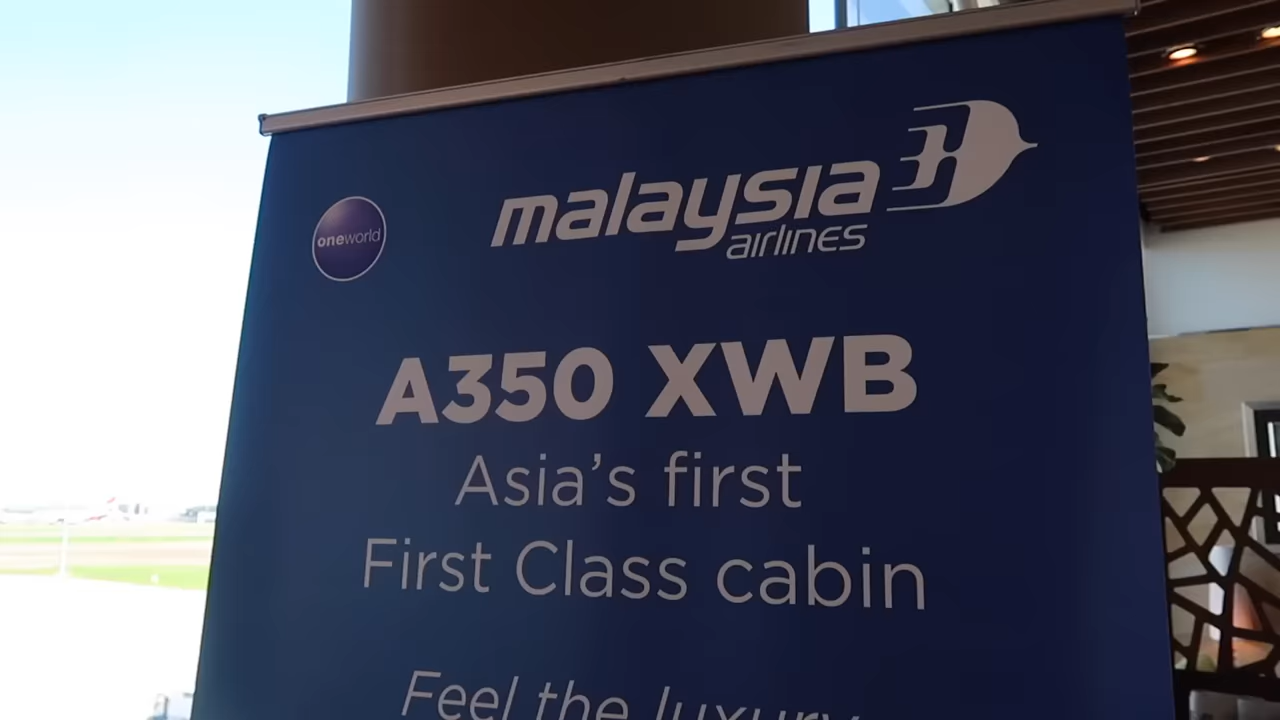 oneworld
malaysia
airlines
A350 XWB
Asia's first
First Class cabin
Feel the luxury